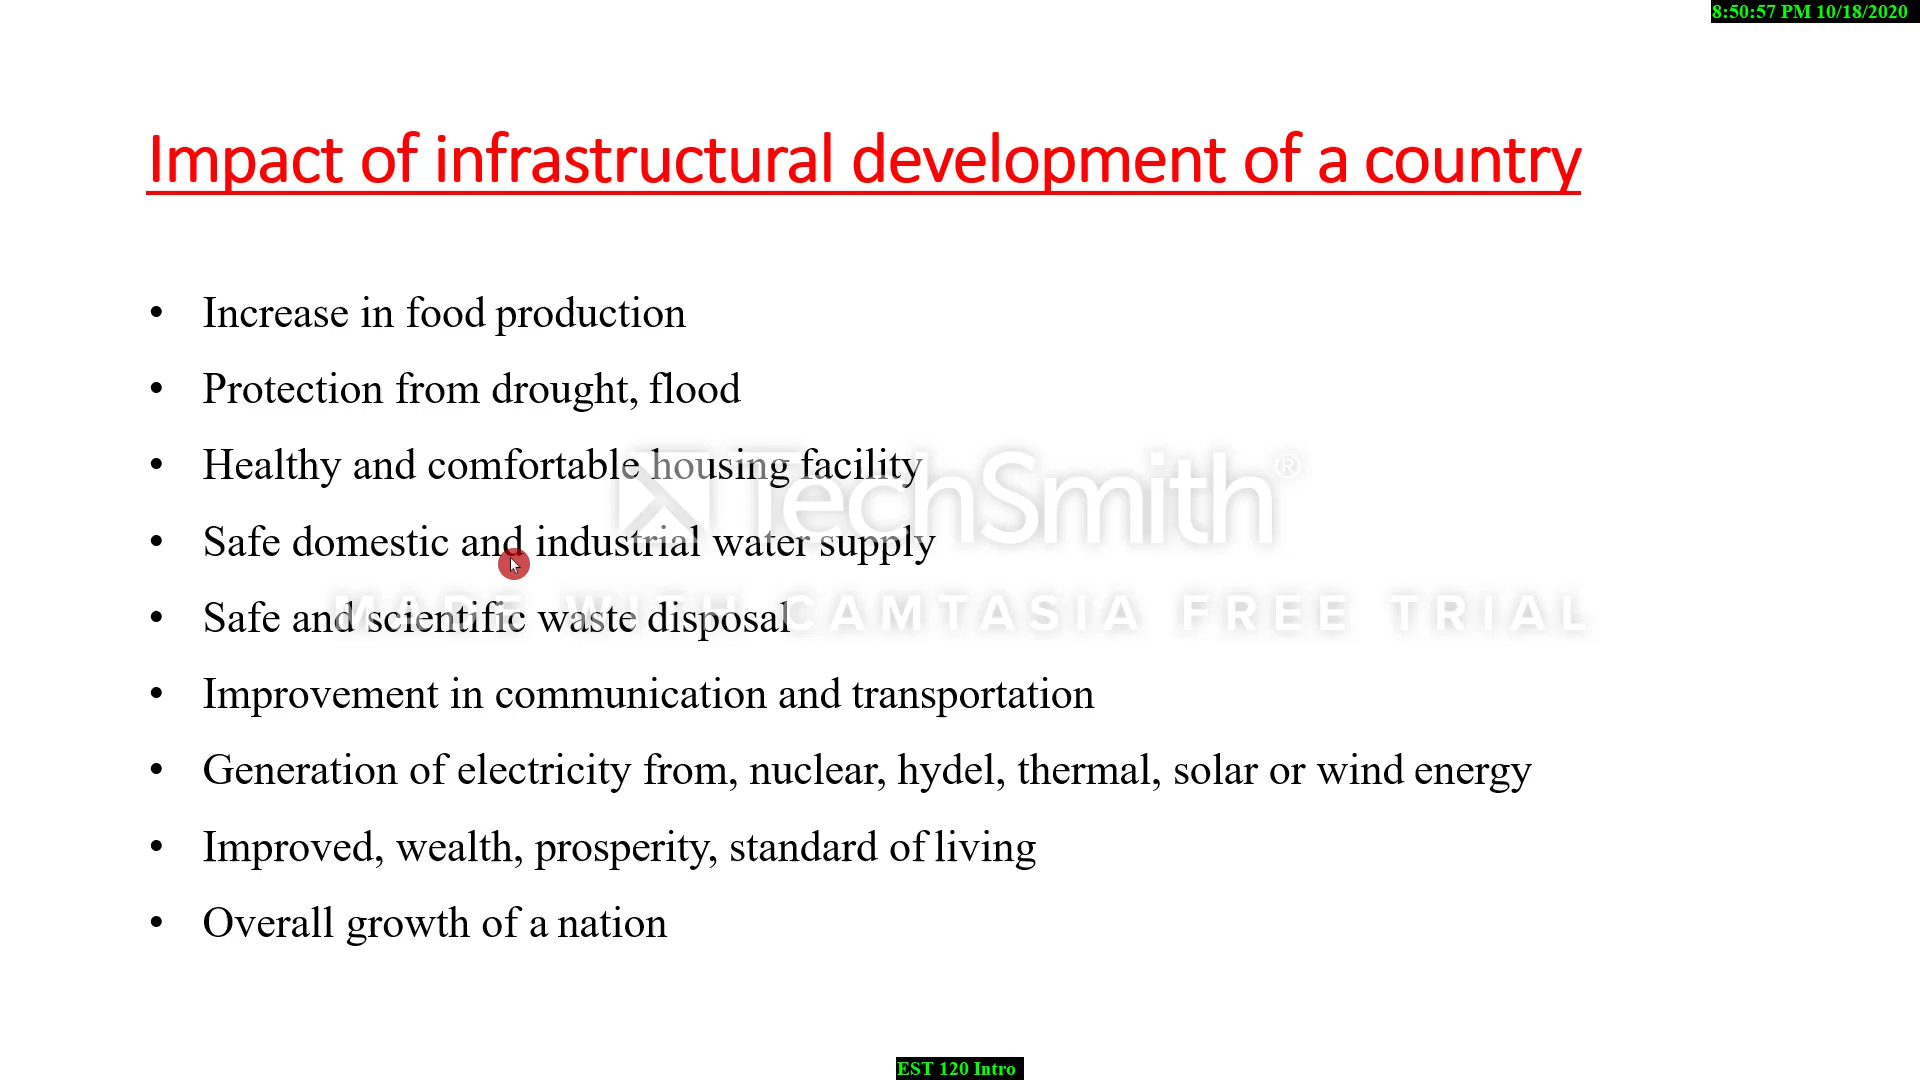 8:50:57 PM 10/18/2020
Impact of infrastructural development of a country
• Increase in food production
• Protection from drought, flood
• Healthy and comfortable housing facility
• Safe domestic and industrial water supply
• Safe and scientific waste disposal
• Improvement in communication and transportation
• Generation of electricity from, nuclear, hydel, thermal, solar or wind energy
• Improved, wealth, prosperity, standard of living
• Overall growth of a nation
TechSmith®
MADE WITH CAMTASIA FREE TRIAL
EST 120 Intro